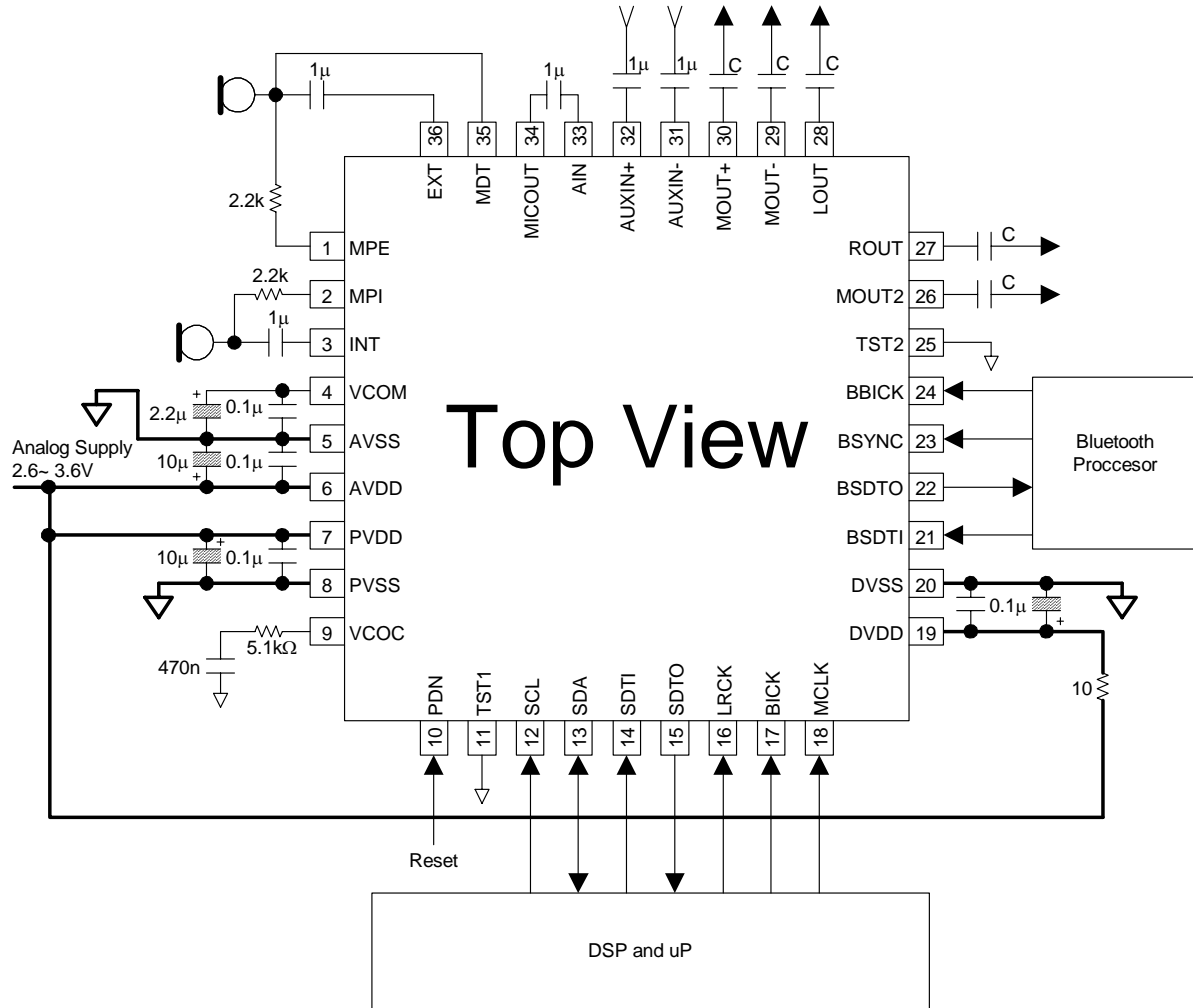 1μ
1μ
1μ
1μ
C
C
C
36
35
34
33
32
31
30
29
28
EXT
MDT
MICOUT
AIN
AUXIN+
AUXIN-
MOUT+
MOUT-
LOUT
2.2k
1 MPE
2.2k
2 MPI
1μ
3 INT
4 VCOM
+
2.2μ
0.1μ
5 AVSS
Analog Supply
2.6~ 3.6V
10μ
0.1μ
+
6 AVDD
7 PVDD
+
10μ
0.1μ
8 PVSS
9 VCOC
5.1kΩ
470n
Top View
ROUT 27
C
MOUT2 26
C
TST2 25
BBICK 24
BSYNC 23
BSDTO 22
BSDTI 21
Bluetooth
Proccesor
DVSS 20
0.1μ
+
DVDD 19
10
PDN
TST1
SCL
SDA
SDTI
SDTO
LRCK
BICK
MCLK
10
11
12
13
14
15
16
17
18
Reset
DSP and uP